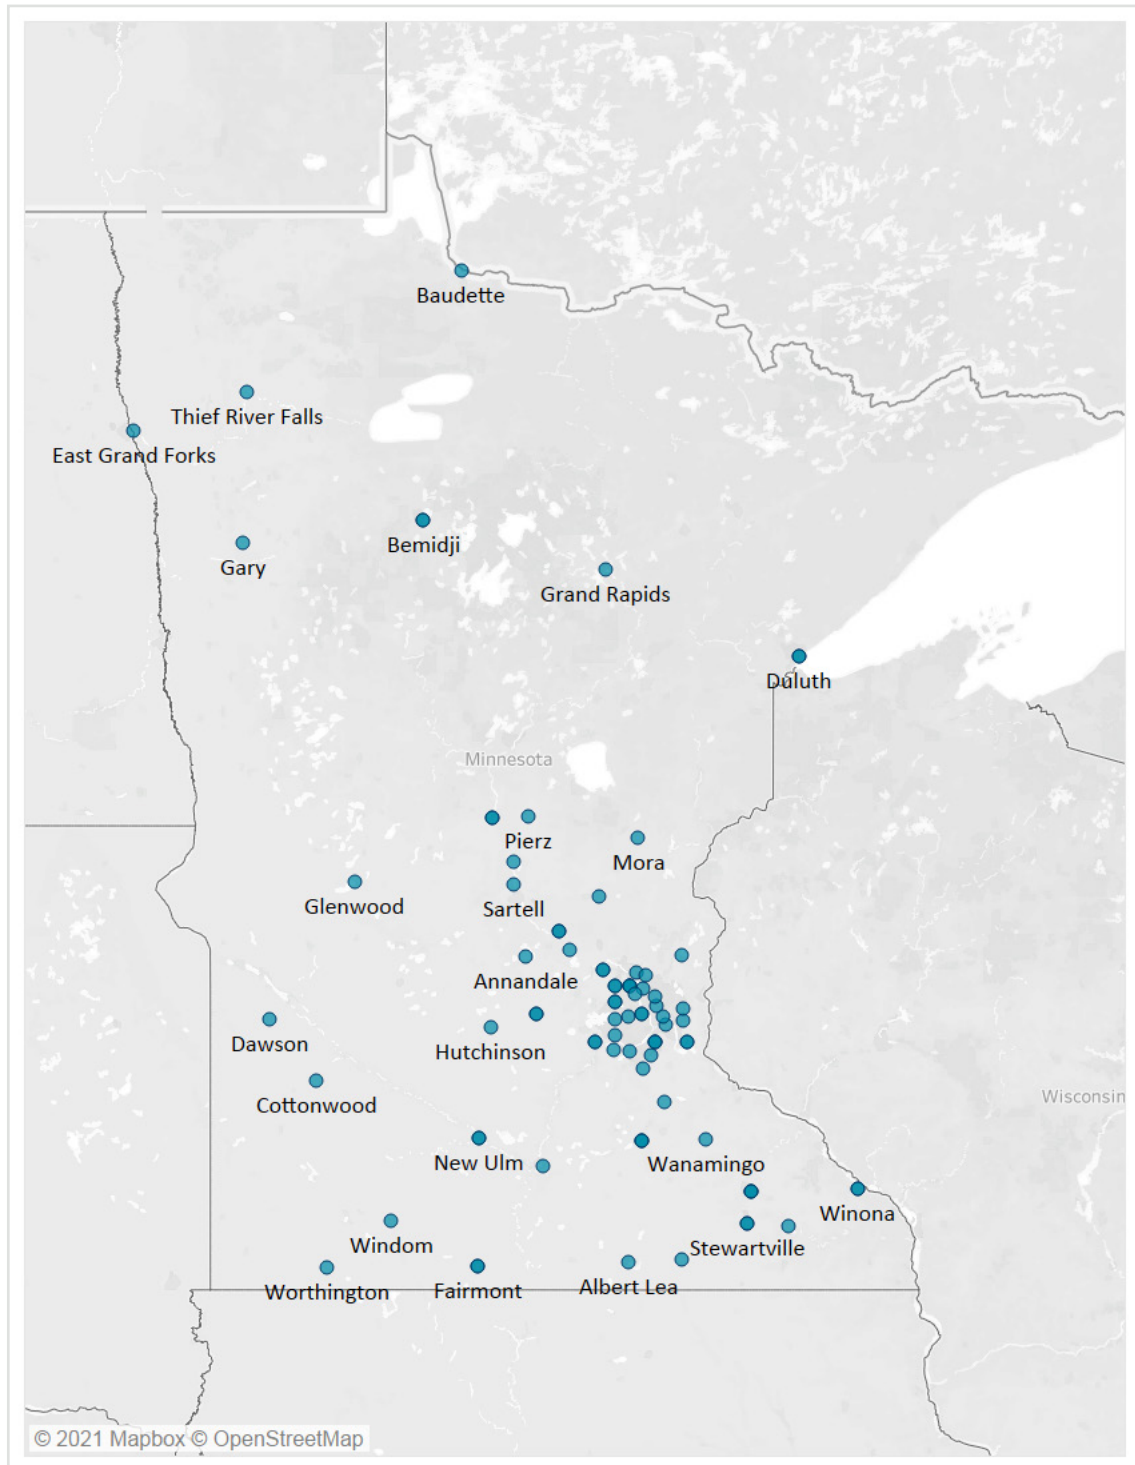 Baudette
Thief River Falls
East Grand Forks
Bemidji
Gary
Grand Rapids
Duluth
Minnesota
Pierz
Mora
Glenwood
Sartell
Annandale
Dawson
Hutchinson
Cottonwood
Wisconsin
New Ulm
Wanamingo
Winona
Windom
Stewartville
Worthington
Fairmont
Albert Lea
© 2021 Mapbox © OpenStreetMap